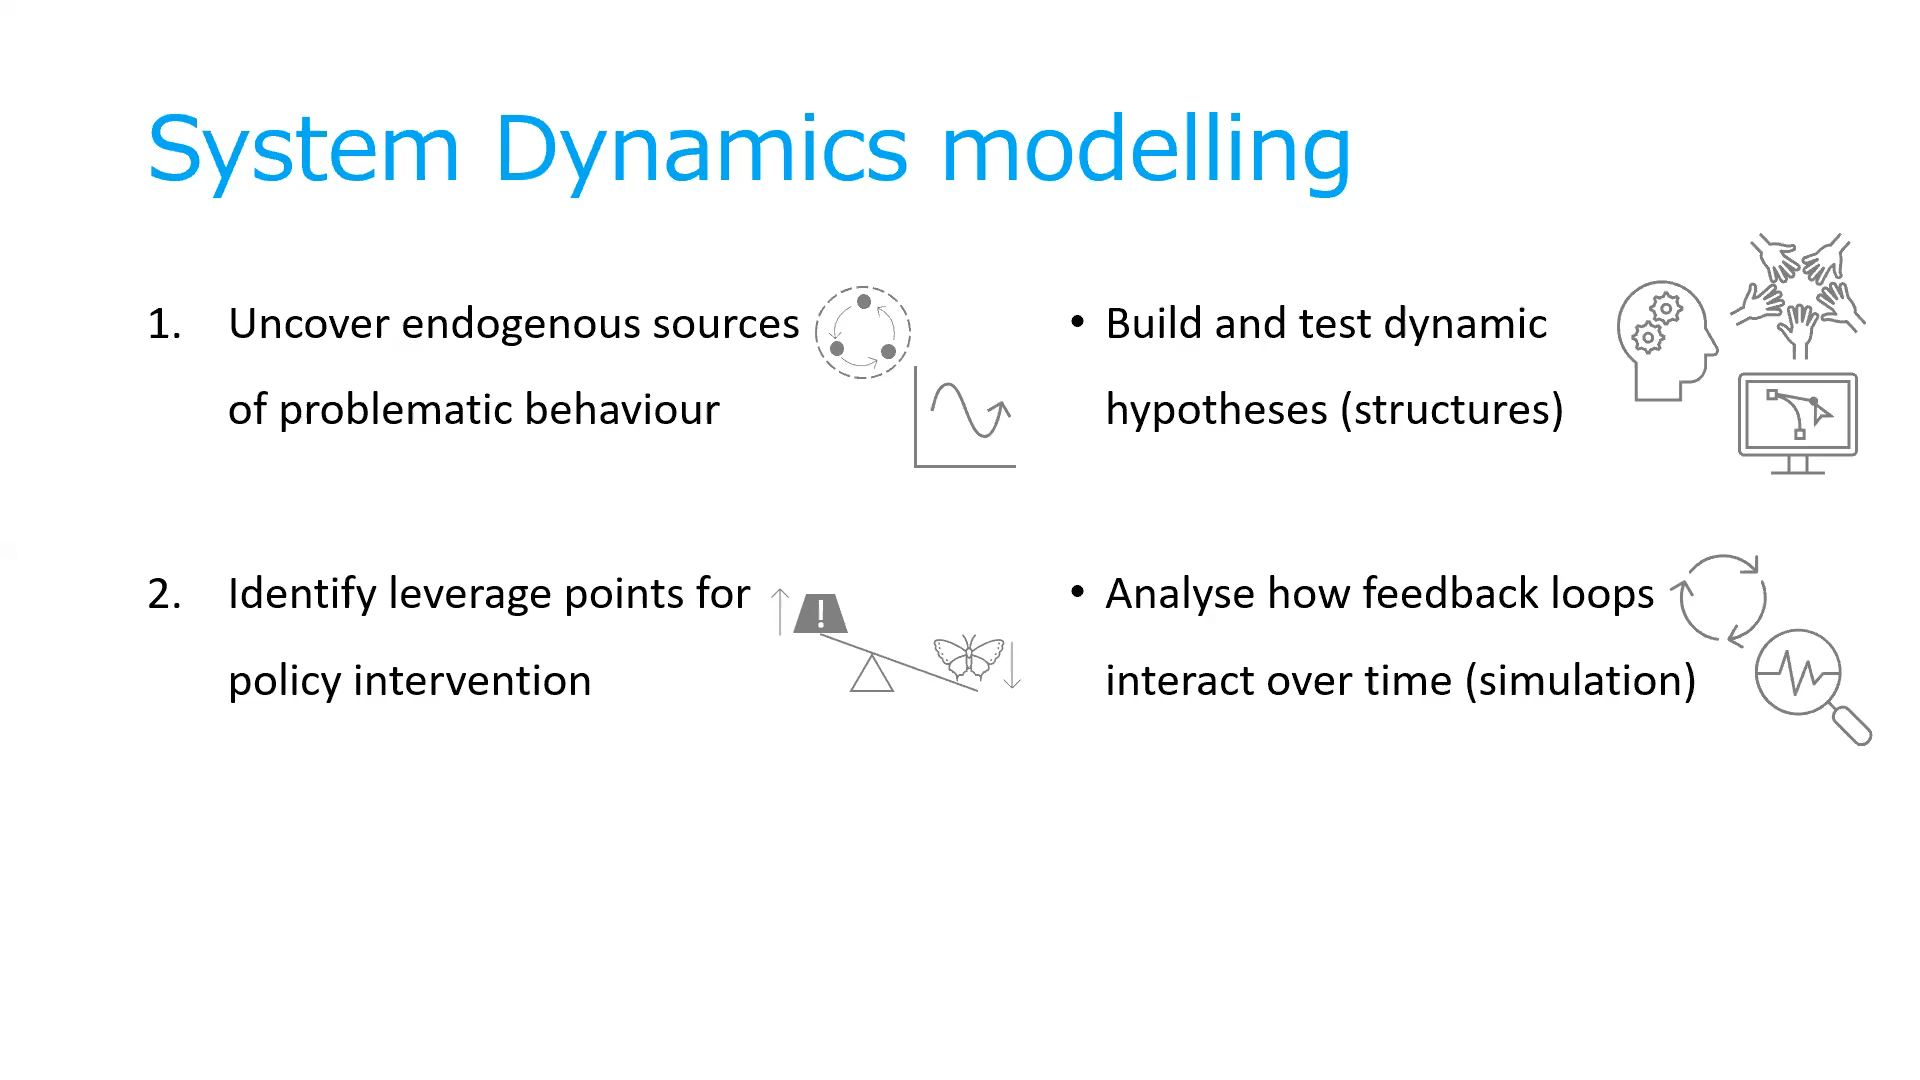 System Dynamics modelling
1. Uncover endogenous sources
of problematic behaviour
2. Identify leverage points for
policy intervention
• Build and test dynamic
hypotheses (structures)
• Analyse how feedback loops
interact over time (simulation)
!